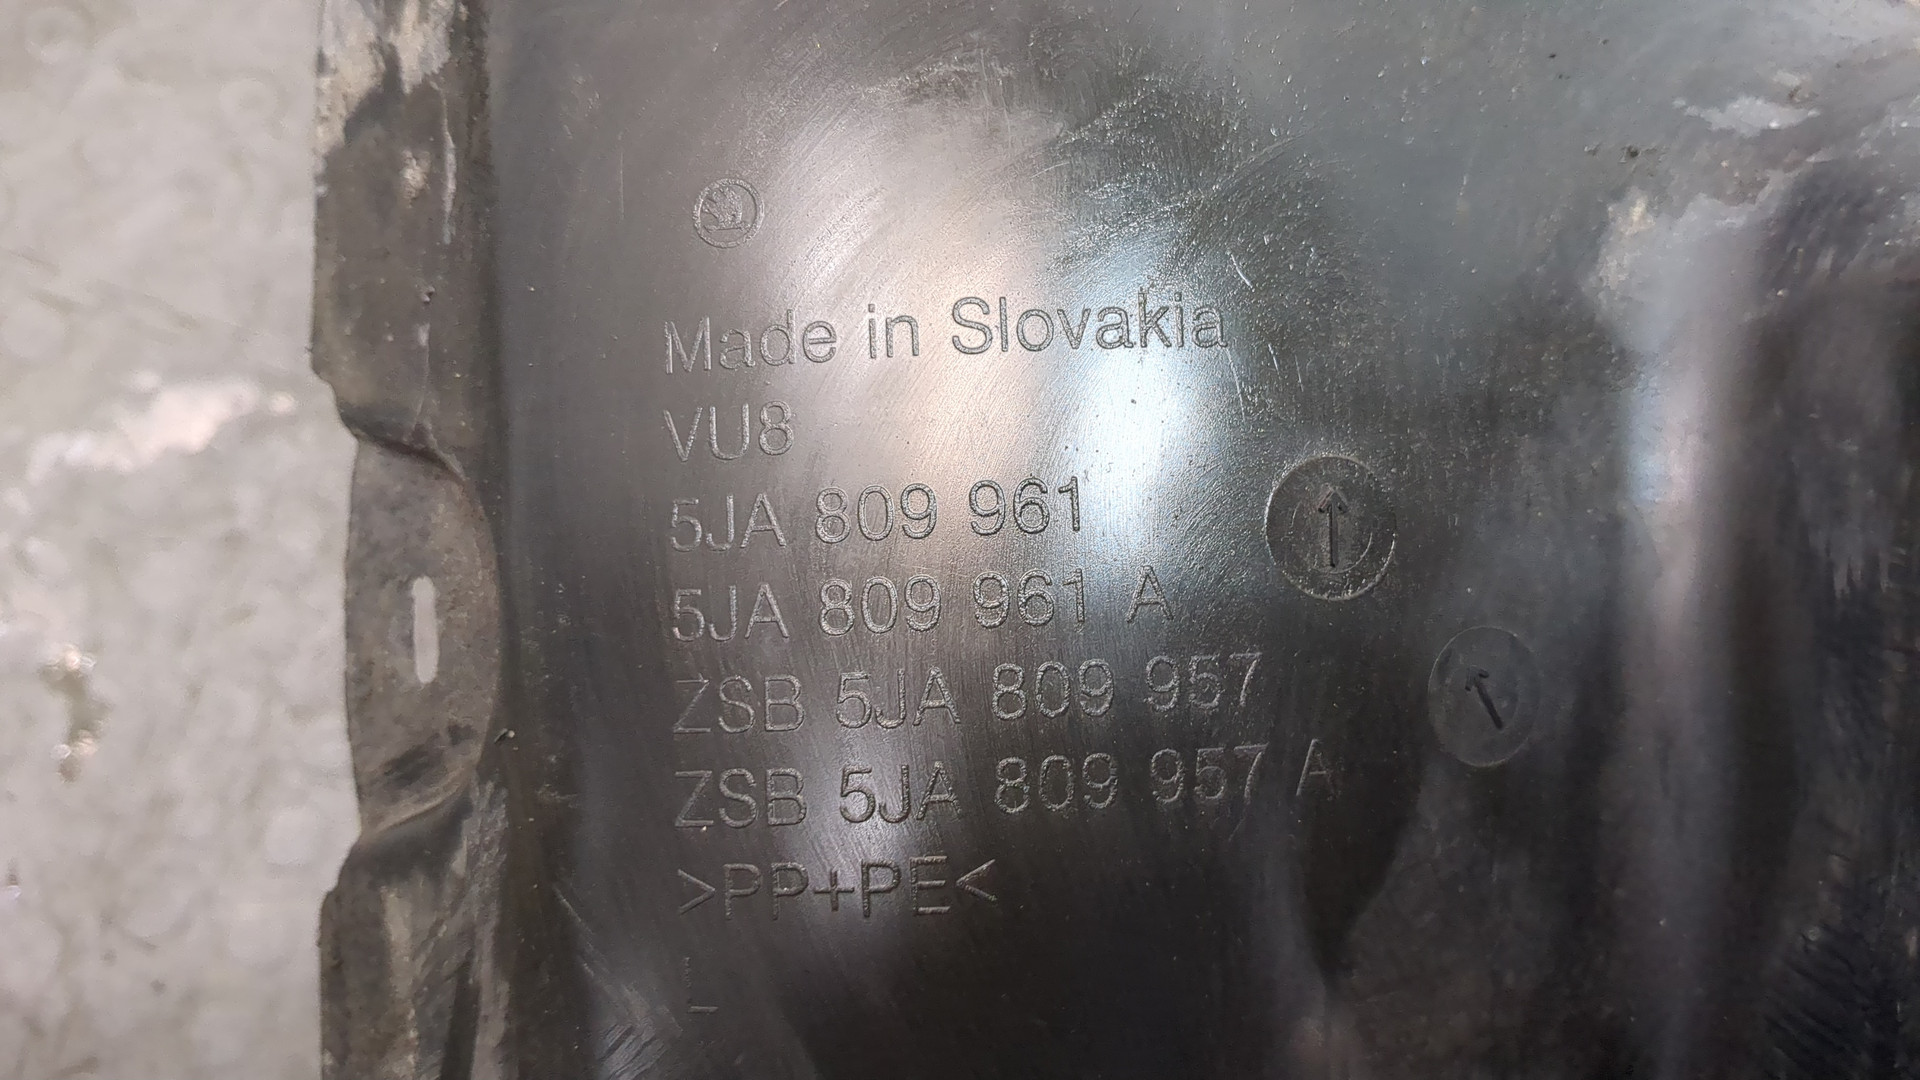 Made in Slovakia
VU8
5JA 809 961
5JA 809 961 A
ZSB 5JA 809 957
ZSB 5JA 809 957 A
>PP+PE<